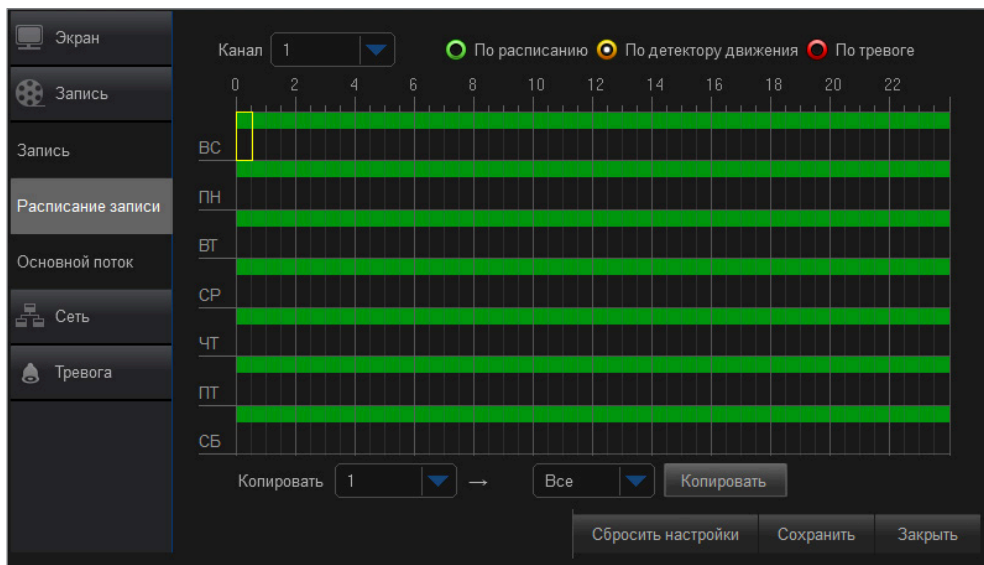 Экран
Запись
Запись
Расписание записи
Основной поток
Сеть
Тревога
Канал 1 По расписанию По детектору движения По тревоге
0 2 4 6 8 10 12 14 16 18 20 22
ВС
ПН
ВТ
СР
ЧТ
ПТ
СБ
Копировать 1 → Все Копировать
Сбросить настройки Сохранить Закрыть